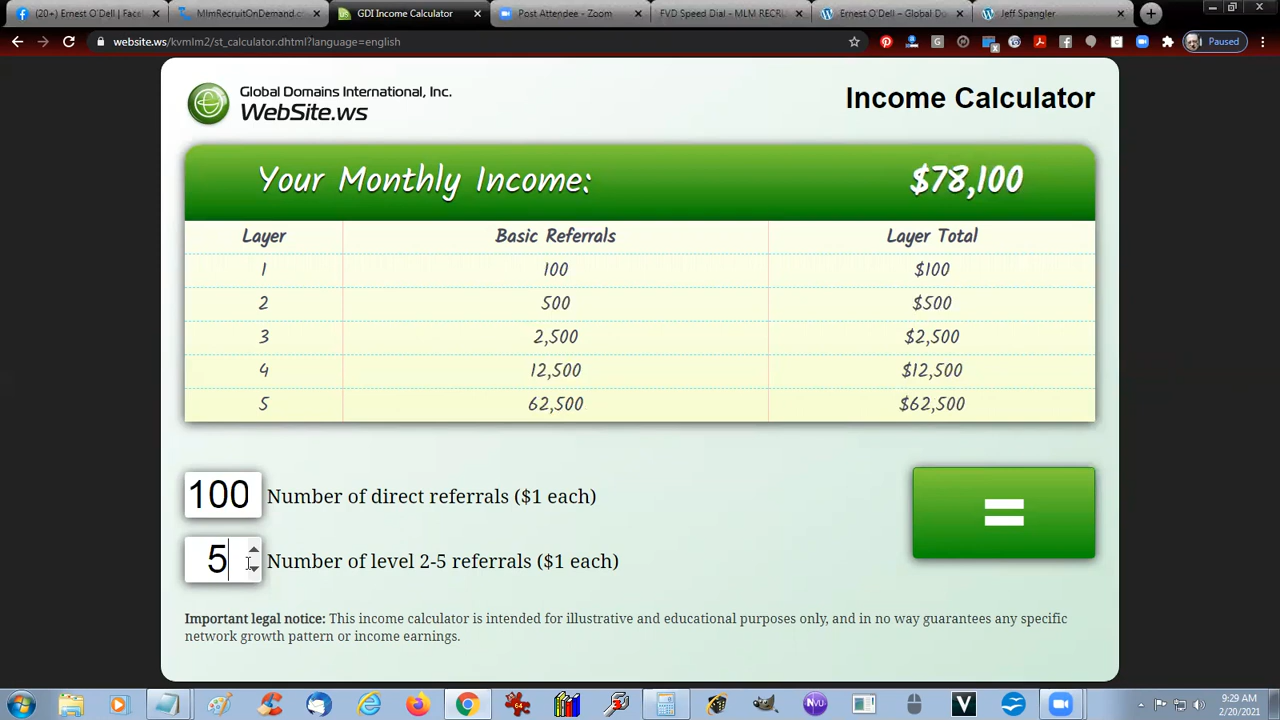 (20+) Ernest O'Dell | Face
MlmRecruitOnDemand.c
GDI Income Calculator
Post Attendee - Zoom
FVD Speed Dial - MLM RECR
Ernest O'Dell – Global Do
Jeff Spangler
website.ws/kvmlm2/st_calculator.dhtml?language=english
Paused
Global Domains International, Inc.
WebSite.ws
Income Calculator
Your Monthly Income: $78,100
Layer Basic Referrals Layer Total
1 100 $100
2 500 $500
3 2,500 $2,500
4 12,500 $12,500
5 62,500 $62,500
100 Number of direct referrals ($1 each)
=
5 Number of level 2-5 referrals ($1 each)
Important legal notice: This income calculator is intended for illustrative and educational purposes only, and in no way guarantees any specific
network growth pattern or income earnings.
64
NVU
V
9:29 AM
2/20/2021